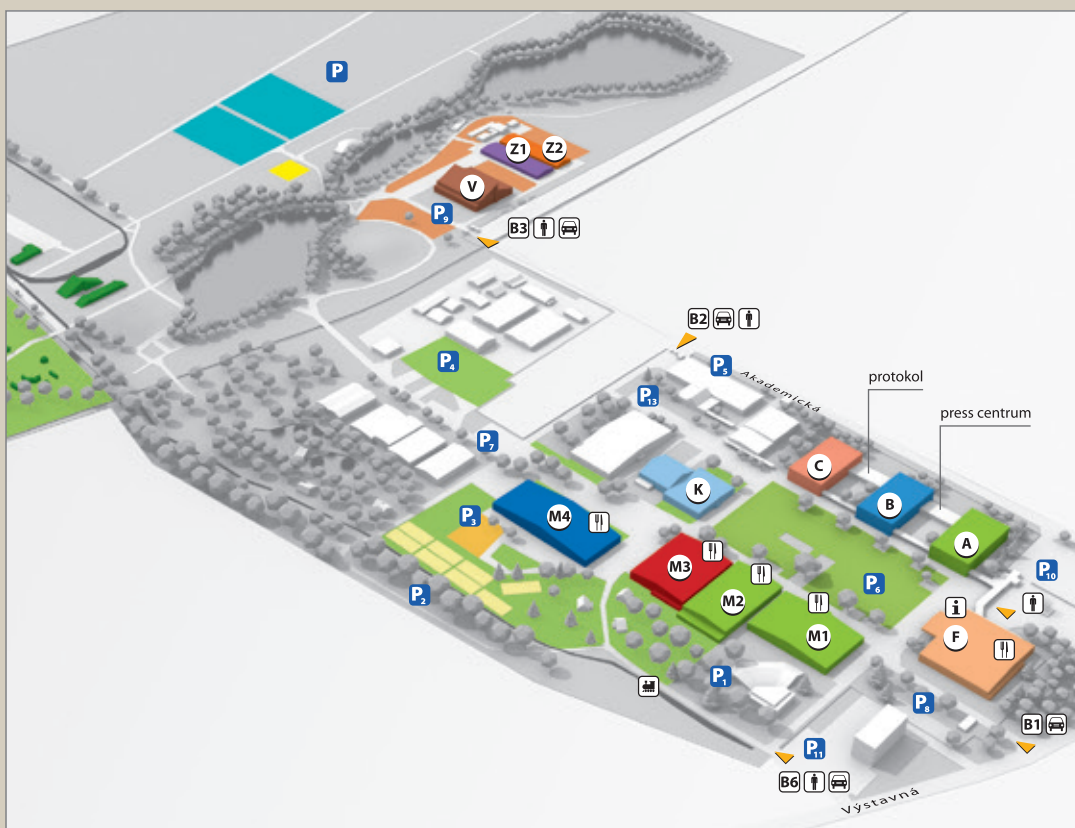 P
Z1
Z2
V
P9
B3
B2
P5
Akademická
P4
P13
protokol
press centrum
P7
C
K
B
P3
M4
A
M3
P10
P2
M2
P6
i
M1
F
P1
P8
B1
P11
B6
Výstavná